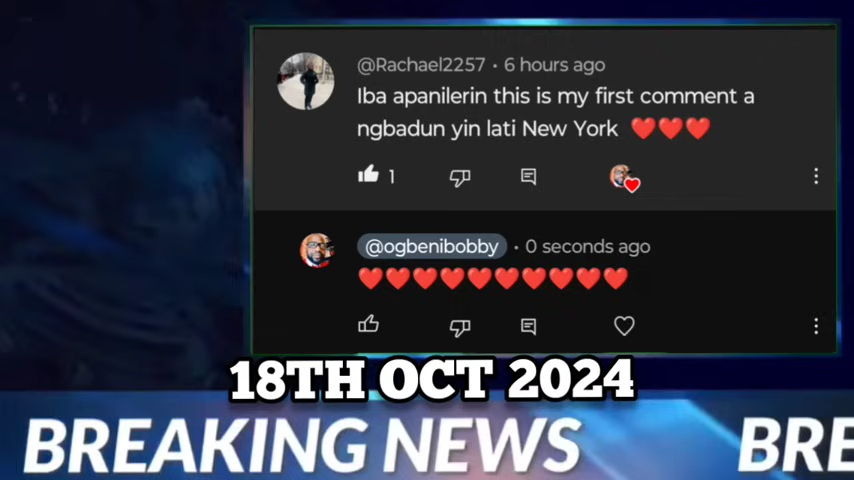 @Rachael2257 • 6 hours ago
Iba apanilerin this is my first comment a
ngbadun yin lati New York ❤️❤️❤️
1
@ogbenibobby • 0 seconds ago
❤️❤️❤️❤️❤️❤️❤️❤️❤️❤️
18TH OCT 2024
BREAKING NEWS BRE